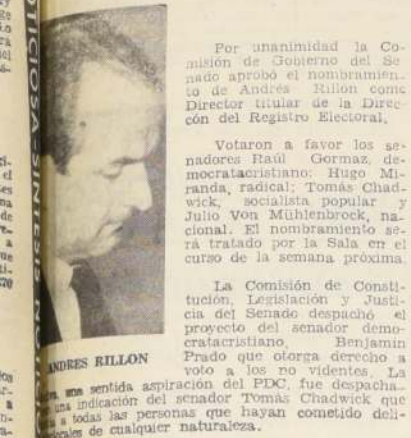 Por unanimidad la Co-
misión de Gobierno del Se
nado aprobó el nombramien-
to de Andrés Rillón como
Director titular de la Direc-
cón del Registro Electoral.
Votaron a favor los se-
nadores Raúl Gormaz, de-
mocratacristiano; Hugo Mi-
randa, radical; Tomás Chad-
wick, socialista popular y
Julio Von Mühlenbrock, na-
cional. El nombramiento se-
rá tratado por la Sala en el
curso de la semana próxima.
La Comisión de Consti-
tución, Legislación y Justi-
cia del Senado despachó el
proyecto del senador demo-
cratacristiano, Benjamín
Prado que otorga derecho a
voto a los no videntes. La
ANDRES RILLON
una sentida aspiración del PDC, fue despacha-
una indicación del senador Tomás Chadwick que
a todas las personas que hayan cometido deli-
de cualquier naturaleza.
TICIOSA-SINTESIS